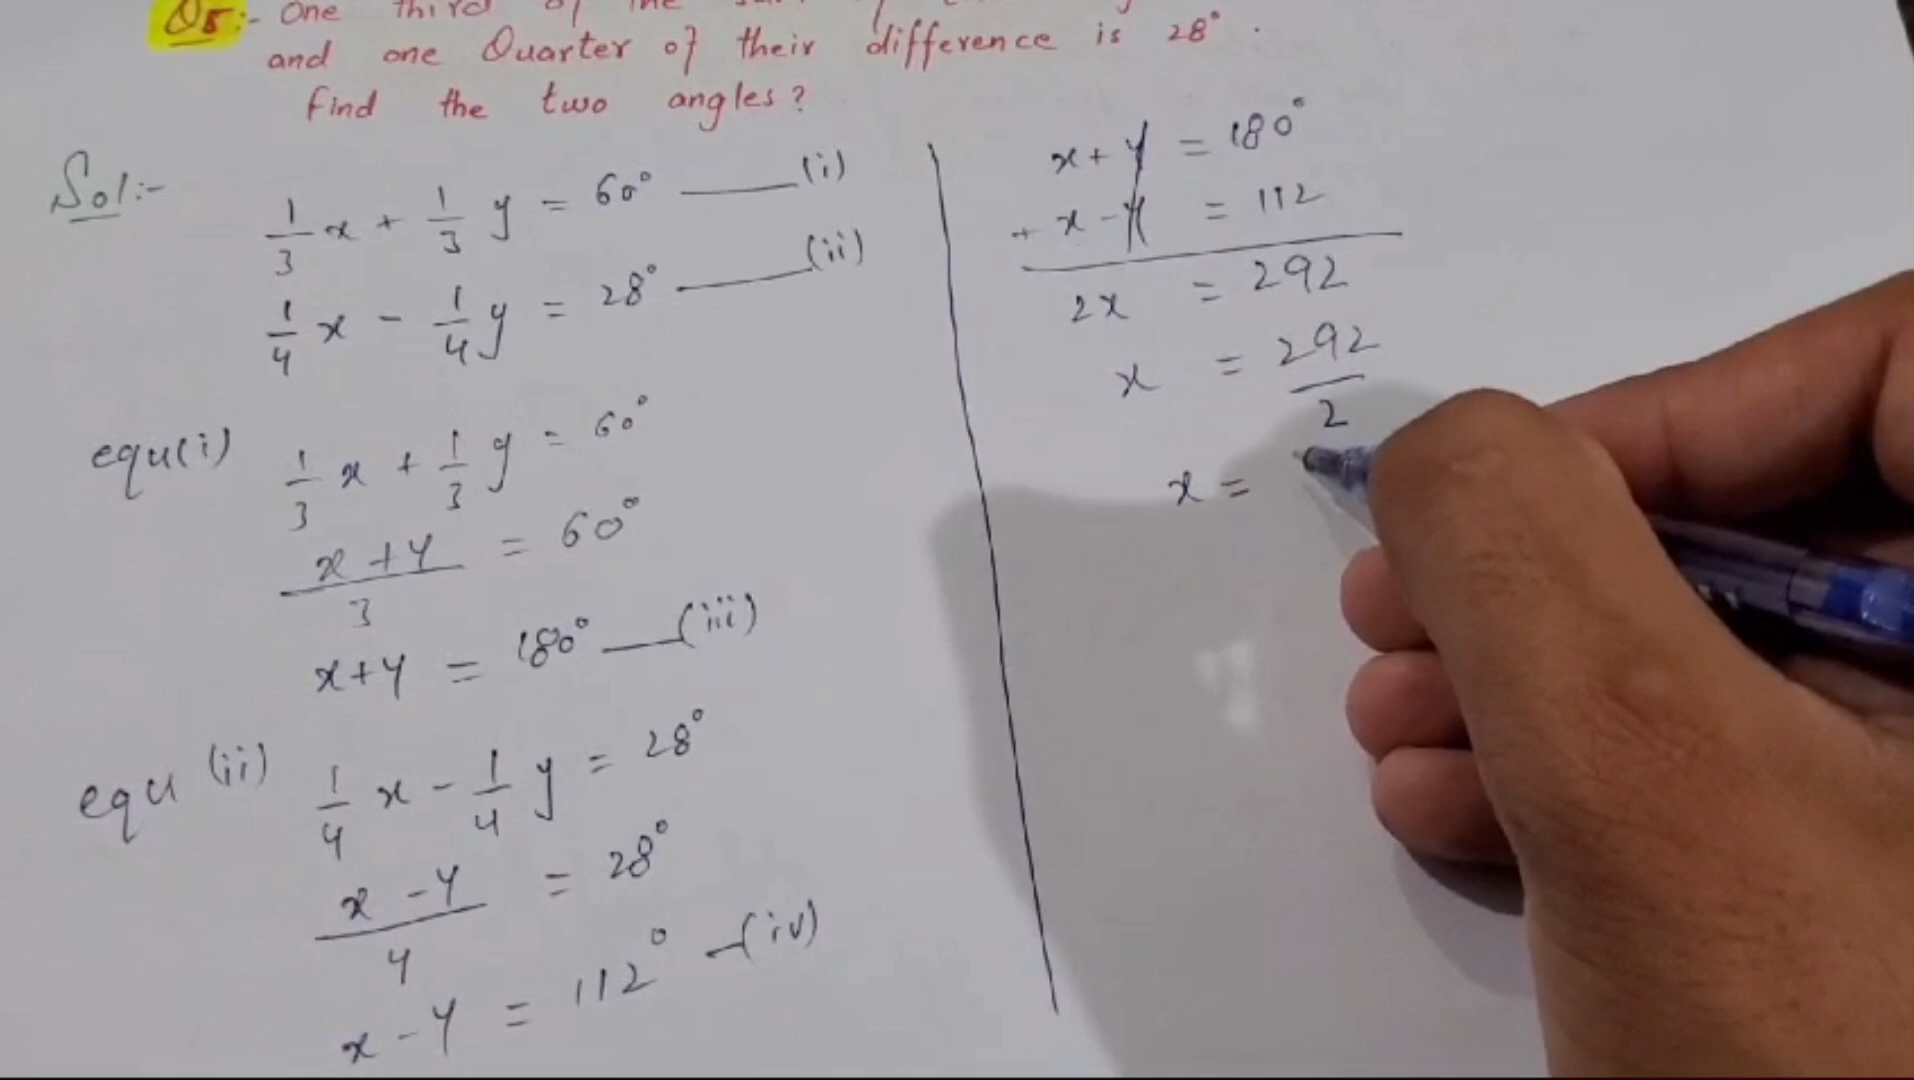 Q5:- One third of the
and one Quarter of their difference is 28°.
find the two angles?
Sol:-
1/3 x + 1/3 y = 60° ——(i)
1/4 x - 1/4 y = 28° ——(ii)
equ(i) 1/3 x + 1/3 y = 60°
x+y/3 = 60°
x+y = 180° —(iii)
equ (ii) 1/4 x - 1/4 y = 28°
x-y/4 = 28°
x-y = 112° —(iv)
x+y = 180°
+ x-y = 112
2x = 292
x = 292/2
x =